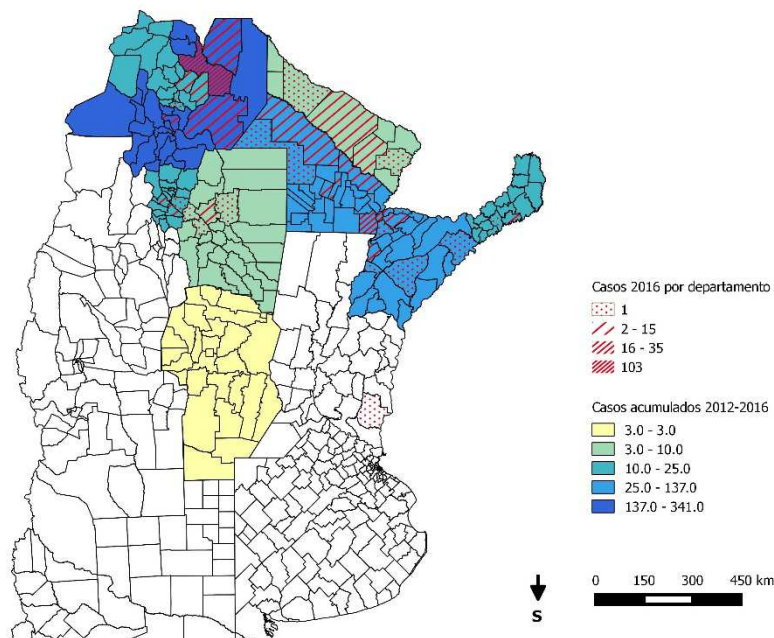 Casos 2016 por departamento
1
2 - 15
16 - 35
103
Casos acumulados 2012-2016
3.0 - 3.0
3.0 - 10.0
10.0 - 25.0
25.0 - 137.0
137.0 - 341.0
S
0 150 300 450 km